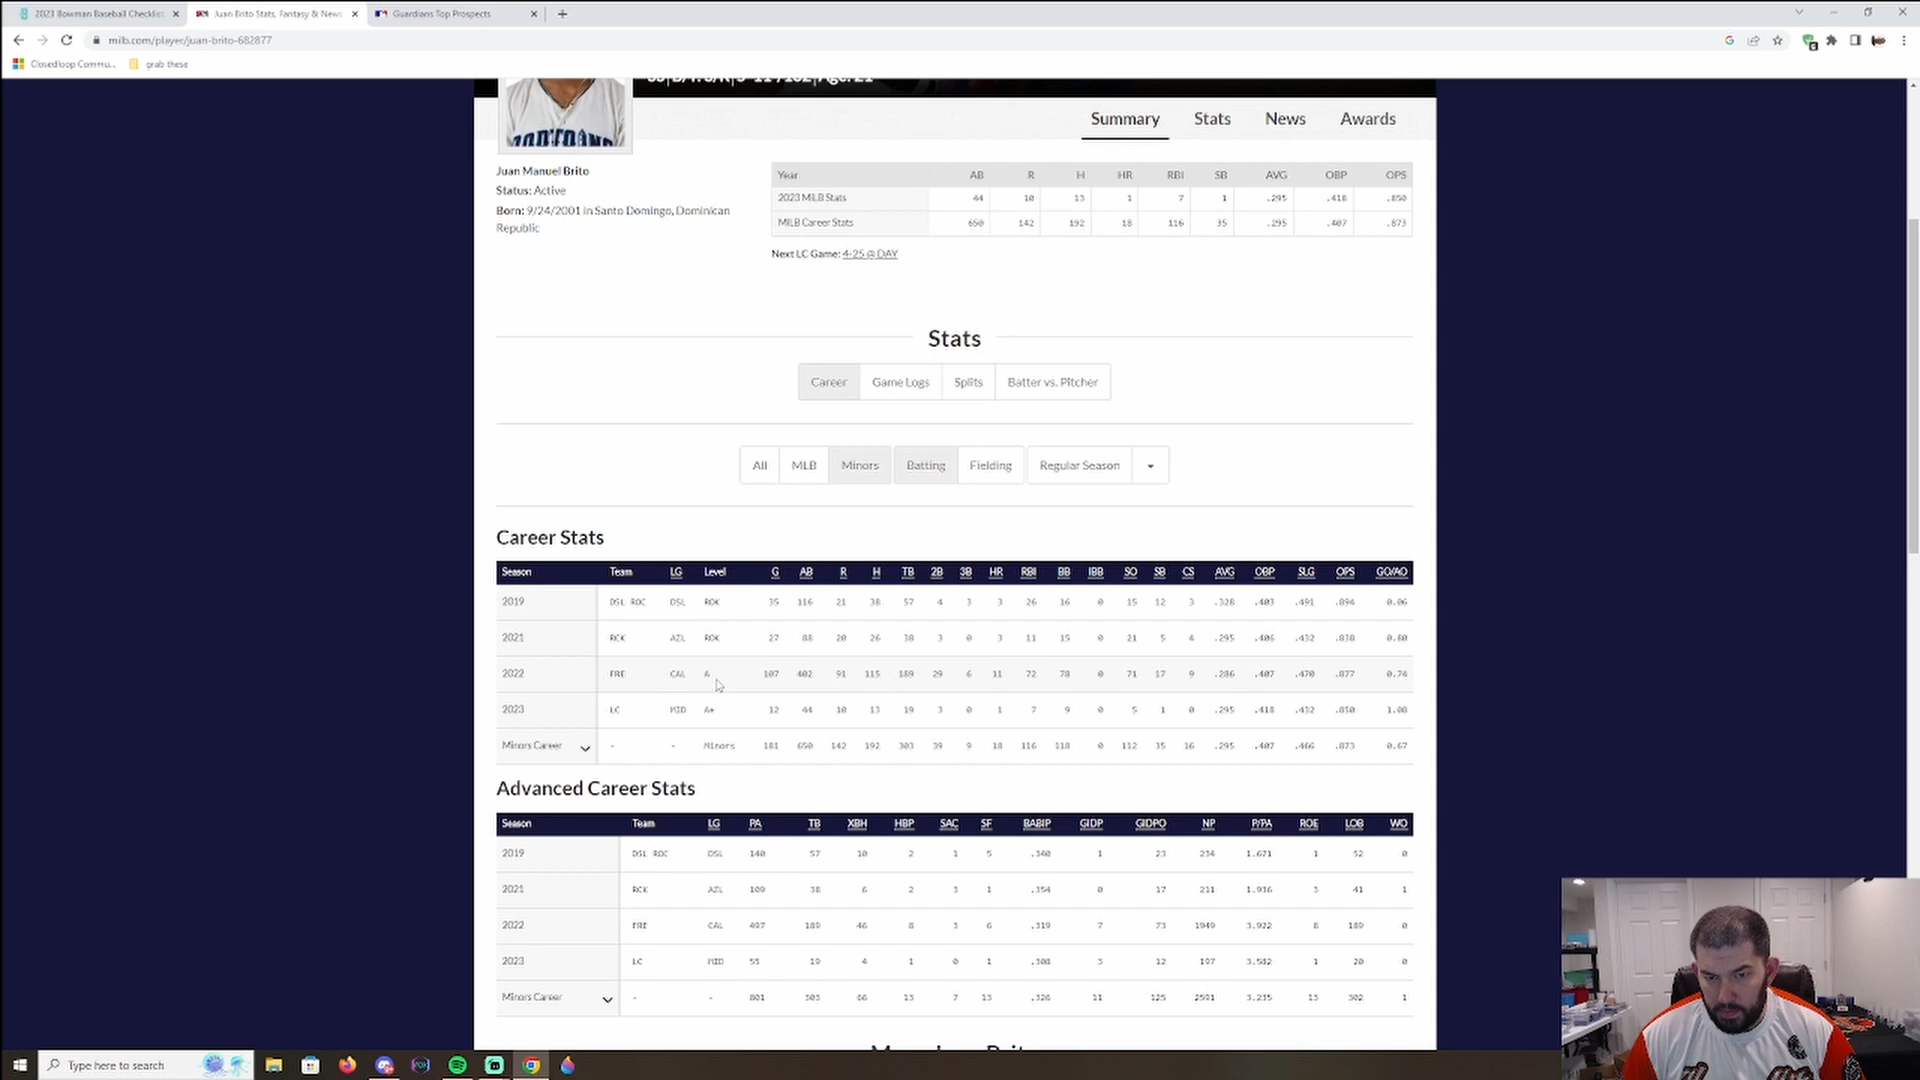 2023 Bowman Baseball Checklist
Juan Brito Stats, Fantasy & News
Guardians Top Prospects
milb.com/player/juan-brito-682877
Closedloop Commu...
grab these
Summary
Stats
News
Awards
Juan Manuel Brito
Status: Active
Born: 9/24/2001 in Santo Domingo, Dominican
Republic
Year AB R H HR RBI SB AVG OBP OPS
2023 MiLB Stats 44 10 13 1 7 1 .295 .418 .850
MiLB Career Stats 650 142 192 18 116 35 .295 .407 .873
Next LC Game: 4-25 @ DAY
Stats
Career Game Logs Splits Batter vs. Pitcher
All MLB Minors Batting Fielding Regular Season
Career Stats
Season Team LG Level G AB R H TB 2B 3B HR RBI BB IBB SO SB CS AVG OBP SLG OPS GO/AO
2019 DSL ROC DSL ROK 35 116 21 38 57 4 3 3 26 16 0 15 12 3 .328 .403 .491 .894 0.86
2021 RCK AZL ROK 27 88 20 26 38 3 0 3 11 15 0 21 5 4 .295 .406 .432 .838 0.80
2022 FRE CAL A 107 402 91 115 189 29 6 11 72 78 0 71 17 9 .286 .407 .470 .877 0.74
2023 LC MID A+ 12 44 10 13 19 3 0 1 7 9 0 5 1 0 .295 .418 .432 .850 1.08
Minors Career - - Minors 181 650 142 192 303 39 9 18 116 118 0 112 35 16 .295 .407 .466 .873 0.67
Advanced Career Stats
Season Team LG PA TB XBH HBP SAC SF BABIP GIDP GIDPO NP P/PA ROE LOB WO
2019 DSL ROC DSL 140 57 10 2 1 5 .340 1 23 234 1.671 1 52 0
2021 RCK AZL 109 38 6 2 3 1 .354 0 17 211 1.936 3 41 1
2022 FRE CAL 497 189 46 8 3 6 .319 7 73 1949 3.922 8 189 0
2023 LC MID 55 19 4 1 0 1 .308 3 12 197 3.582 1 20 0
Minors Career - - 801 303 66 13 7 13 .326 11 125 2591 3.235 13 302 1
Type here to search